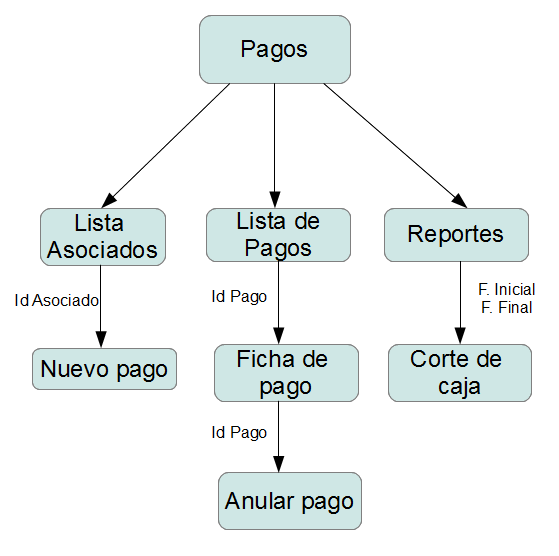 Pagos
Lista
Asociados
Lista de
Pagos
Reportes
Id Asociado
Id Pago
F. Inicial
F. Final
Nuevo pago
Ficha de
pago
Corte de
caja
Id Pago
Anular pago